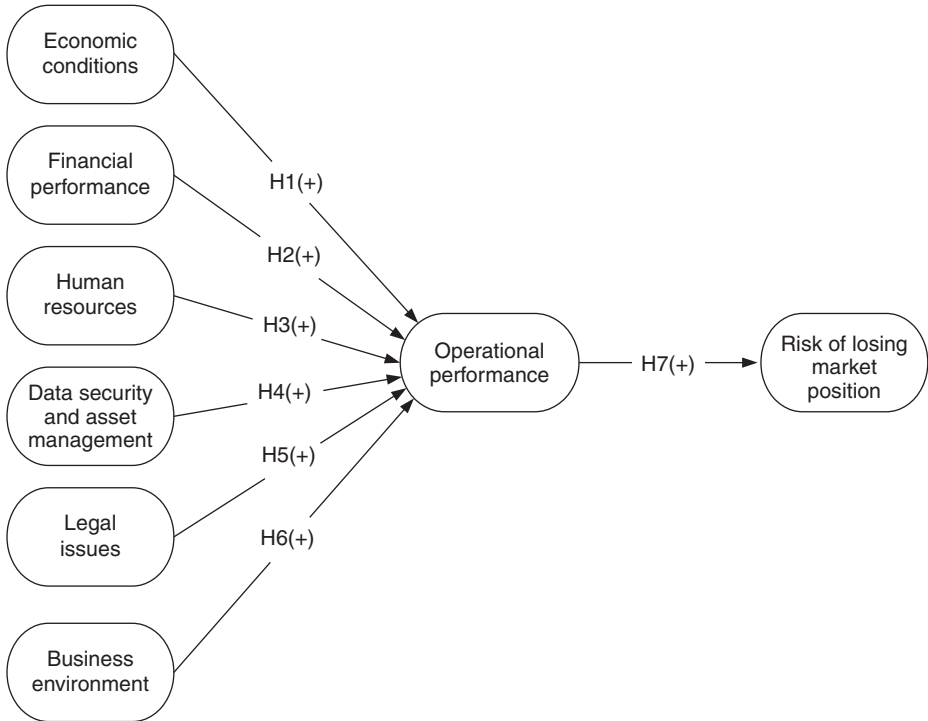 Economic
conditions
H1(+)
Financial
performance
H2(+)
Human
resources
H3(+)
Data security
and asset
management
H4(+)
Legal
issues
H5(+)
Business
environment
H6(+)
Operational
performance
H7(+)
Risk of losing
market
position